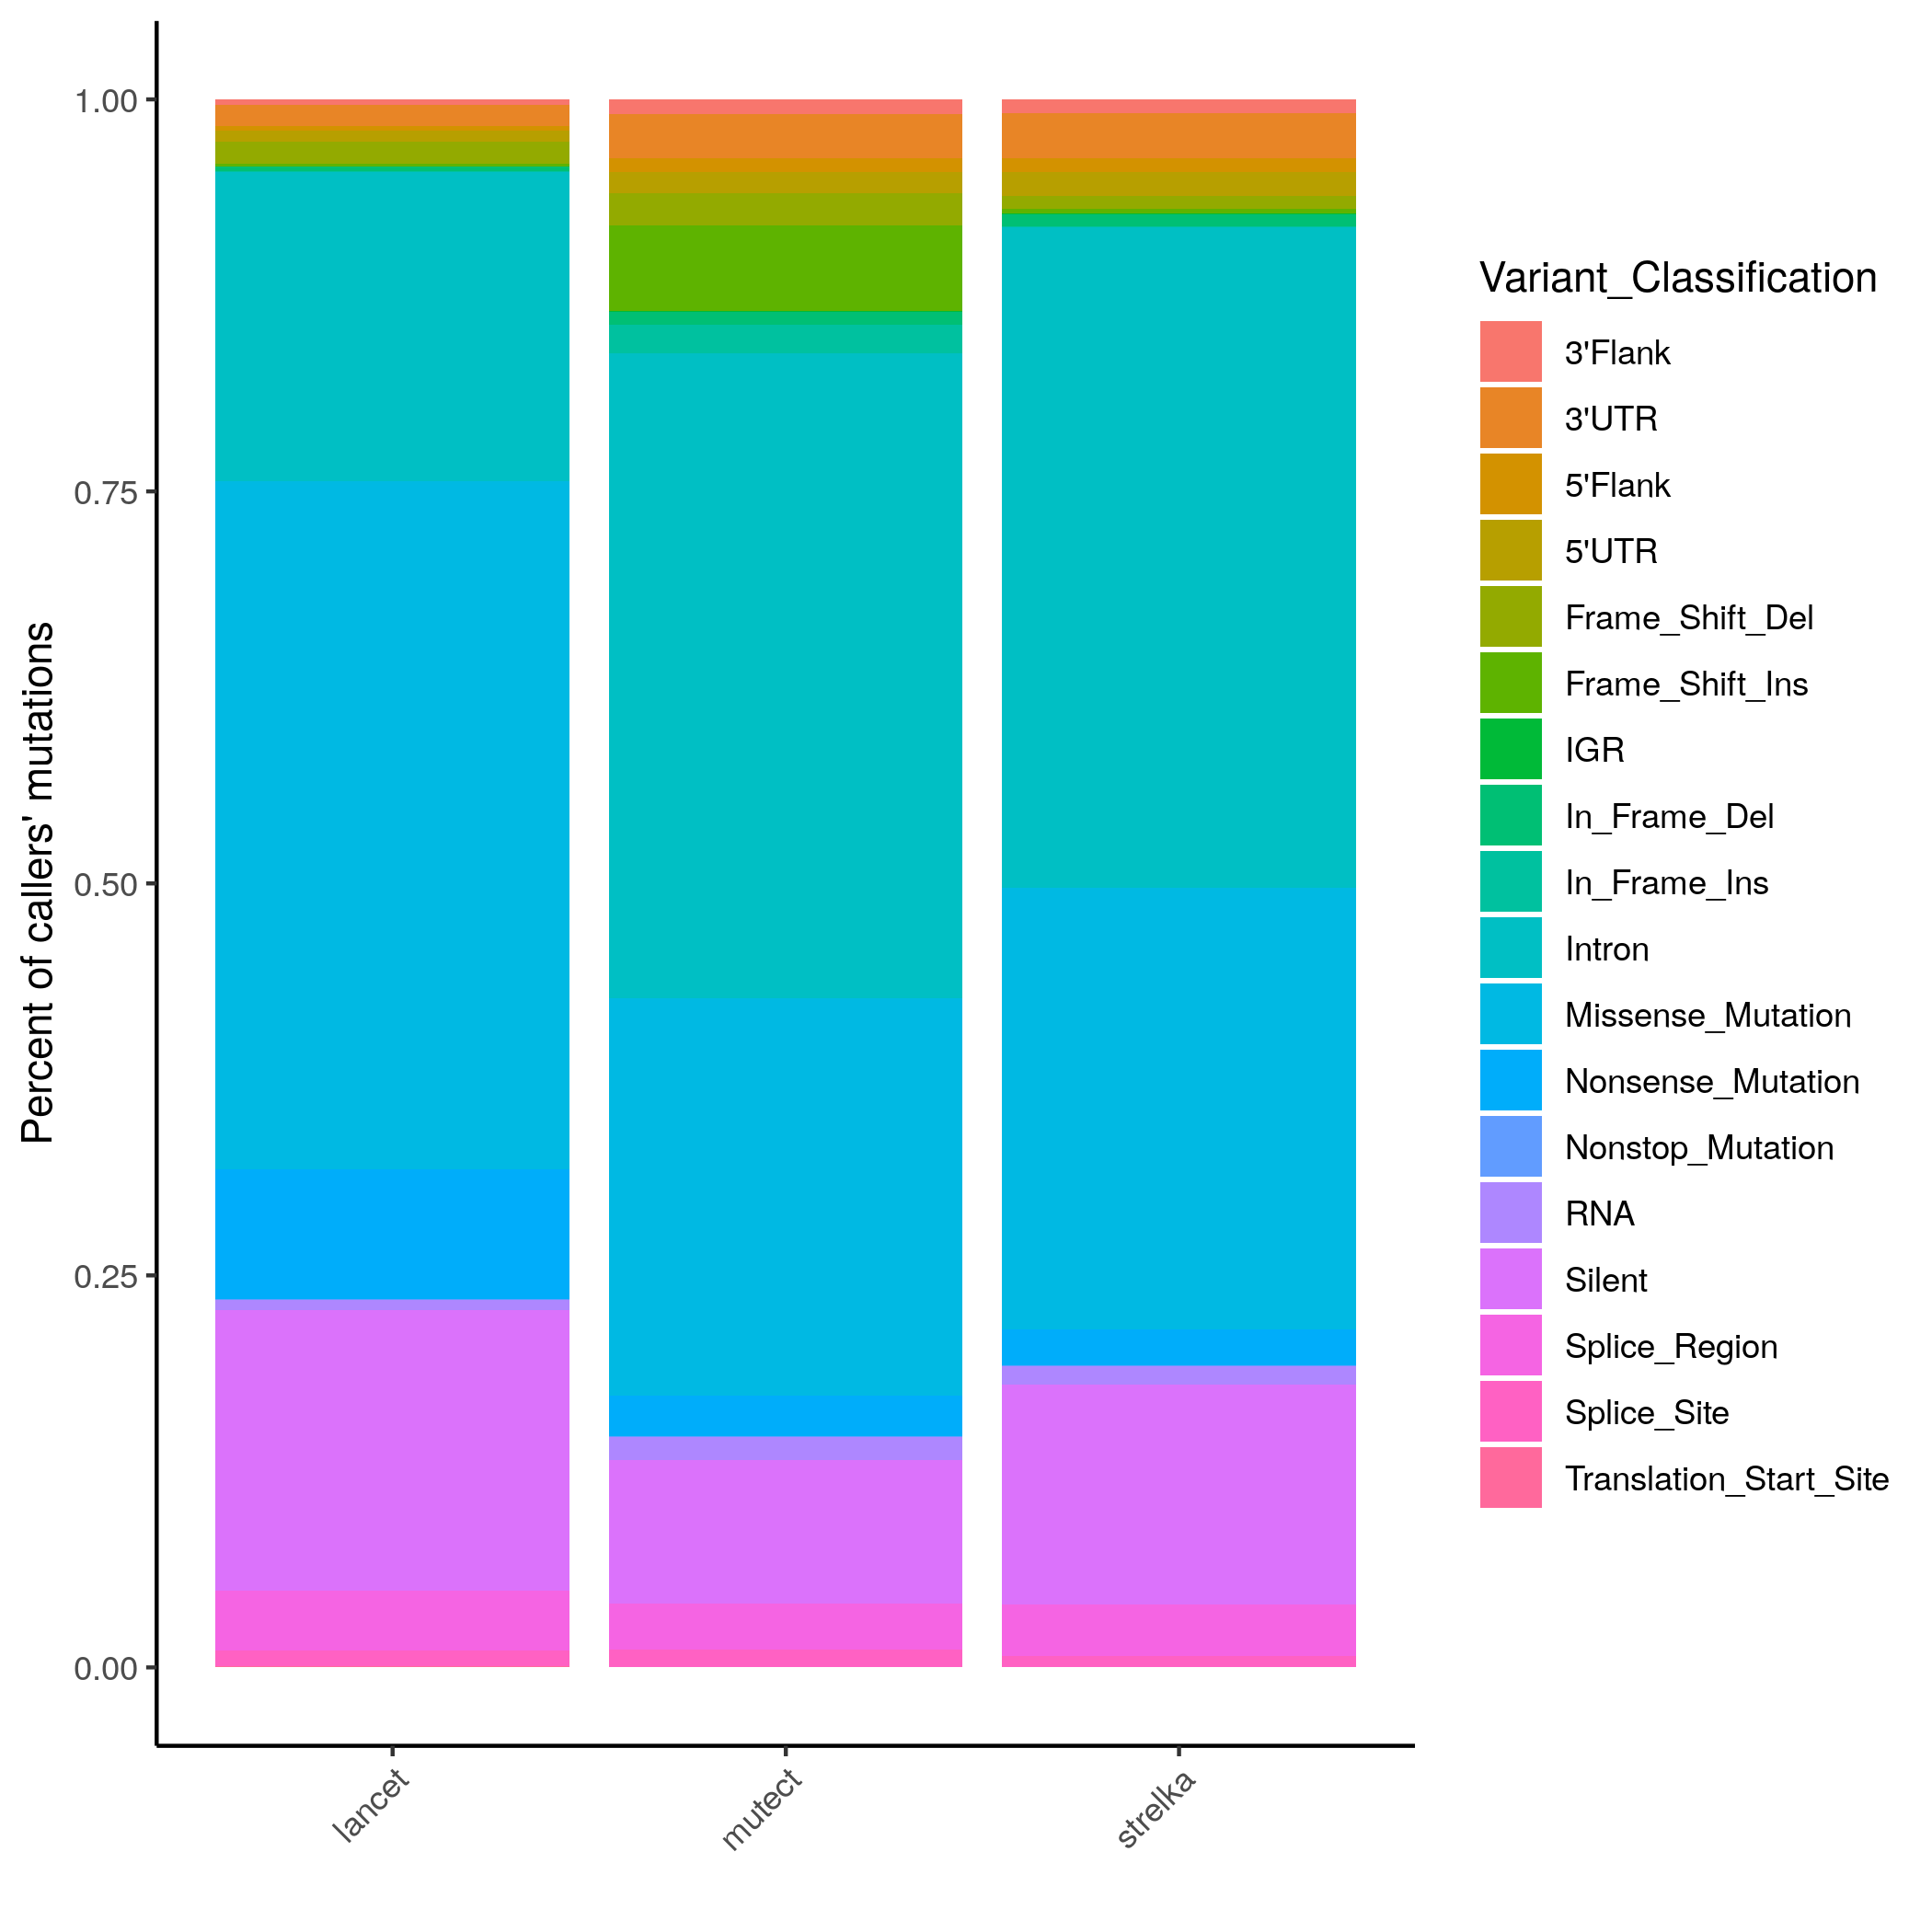 Percent of callers' mutations
1.00
0.75
0.50
0.25
0.00
lancet
mutect
strelka
Variant_Classification
3'Flank
3'UTR
5'Flank
5'UTR
Frame_Shift_Del
Frame_Shift_Ins
IGR
In_Frame_Del
In_Frame_Ins
Intron
Missense_Mutation
Nonsense_Mutation
Nonstop_Mutation
RNA
Silent
Splice_Region
Splice_Site
Translation_Start_Site